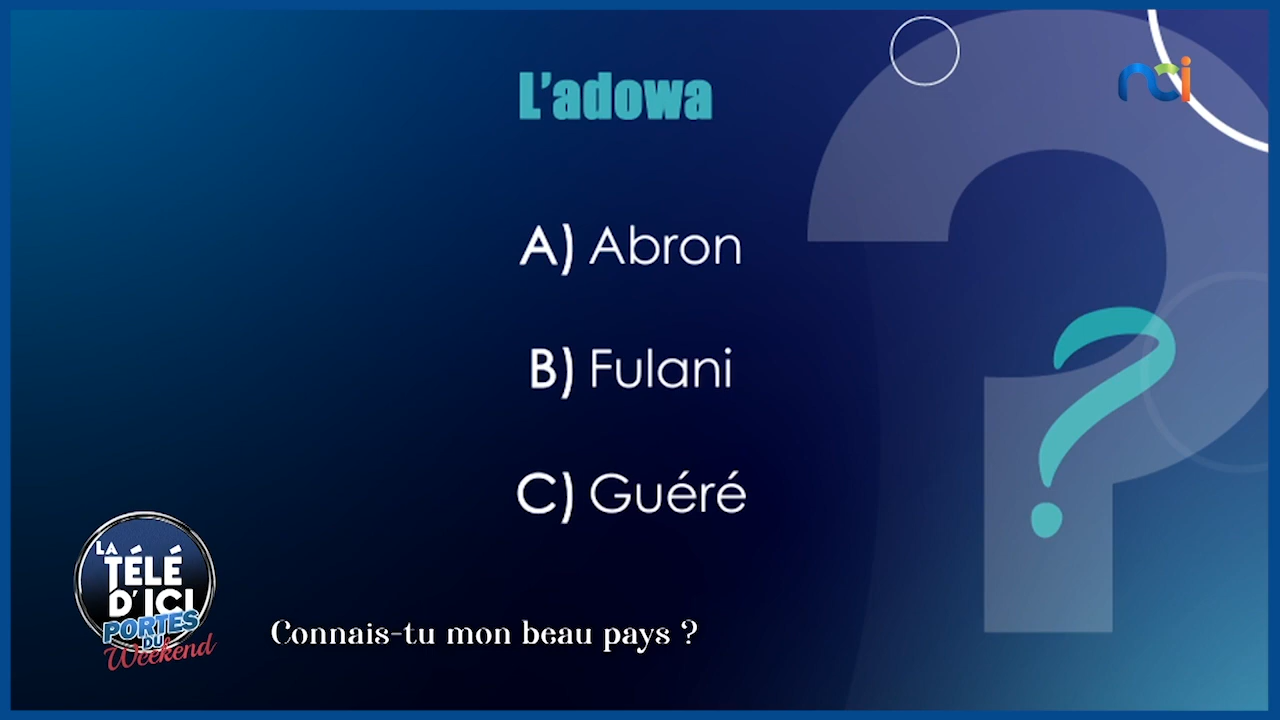 L'adowa
nci
A) Abron
B) Fulani
C) Guéré
LA
TÉLÉ
D'ICI
PORTES
DU
Weekend
Connais-tu mon beau pays ?